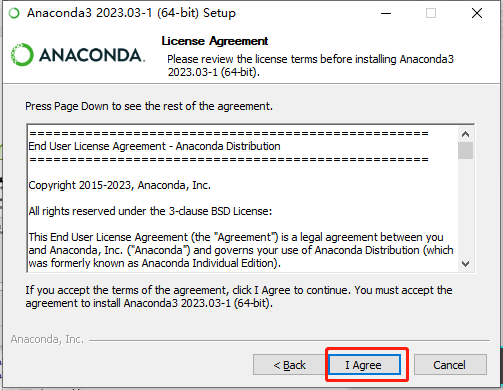 Anaconda3 2023.03-1 (64-bit) Setup
ANACONDA.
License Agreement
Please review the license terms before installing Anaconda3
2023.03-1 (64-bit).
Press Page Down to see the rest of the agreement.
==================================================
End User License Agreement - Anaconda Distribution
==================================================
Copyright 2015-2023, Anaconda, Inc.
All rights reserved under the 3-clause BSD License:
This End User License Agreement (the "Agreement") is a legal agreement between you
and Anaconda, Inc. ("Anaconda") and governs your use of Anaconda Distribution (which
was formerly known as Anaconda Individual Edition).
If you accept the terms of the agreement, click I Agree to continue. You must accept the
agreement to install Anaconda3 2023.03-1 (64-bit).
Anaconda, Inc.
< Back
I Agree
Cancel